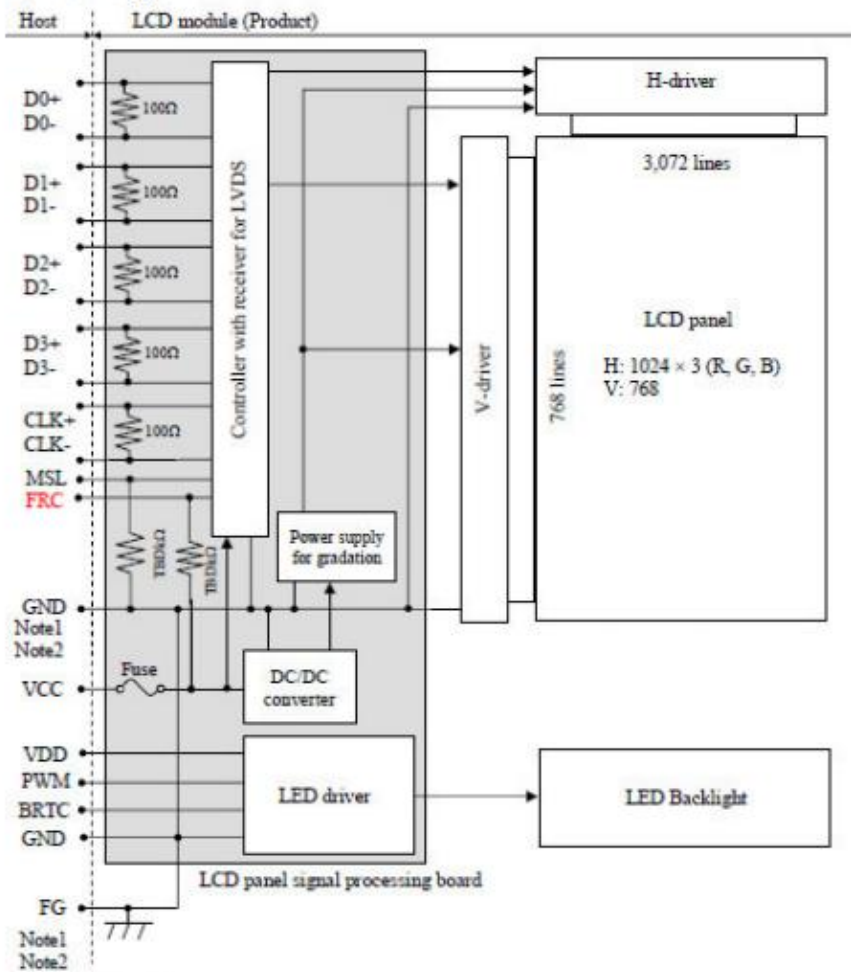 Host
LCD module (Product)
D0+
D0-
100Ω
D1+
D1-
100Ω
D2+
D2-
100Ω
D3+
D3-
100Ω
CLK+
CLK-
100Ω
MSL
FRC
TBDkΩ
TBDkΩ
GND
Note1
Note2
VCC
Fuse
VDD
PWM
BRTC
GND
FG
Note1
Note2
Controller with receiver for LVDS
Power supply
for gradation
DC/DC
converter
LED driver
LCD panel signal processing board
H-driver
V-driver
3,072 lines
768 lines
LCD panel
H: 1024 × 3 (R, G, B)
V: 768
LED Backlight